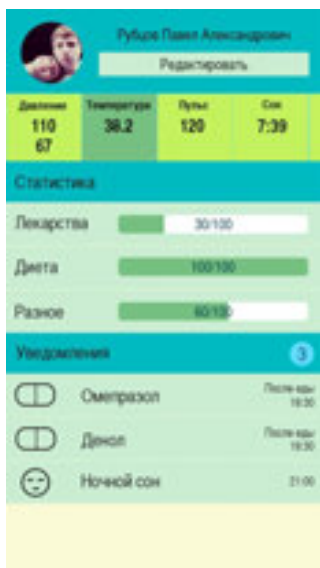 Рубцов Павел Александрович
Редактировать
Давление Температура Пульс Сон
110 38.2 120 7:39
67
Статистика
Лекарства 30/100
Диета 100/100
Разное 60/100
Уведомления 3
Омепразол После еды 19:30
Денол После еды 19:30
Ночной сон 21:00